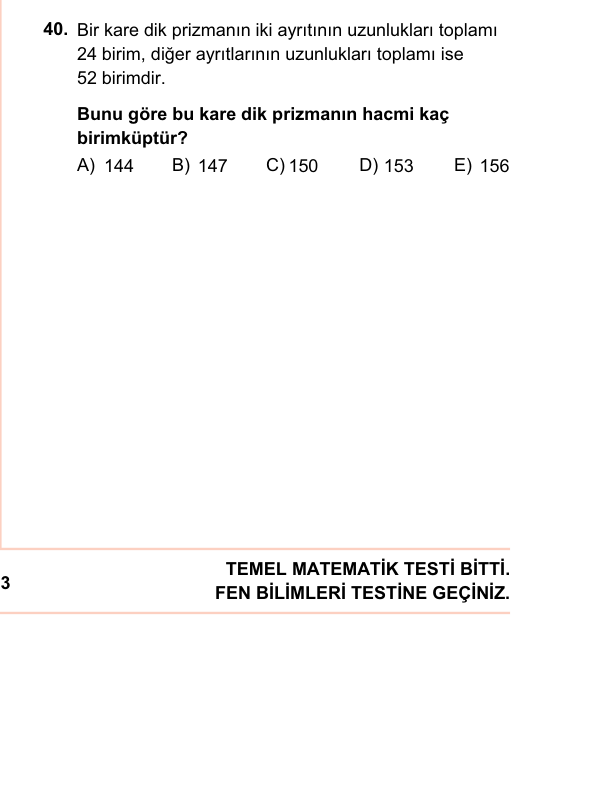 40. Bir kare dik prizmanın iki ayrıtının uzunlukları toplamı
24 birim, diğer ayrıtlarının uzunlukları toplamı ise
52 birimdir.
Bunu göre bu kare dik prizmanın hacmi kaç
birimküptür?
A) 144 B) 147 C) 150 D) 153 E) 156
TEMEL MATEMATİK TESTİ BİTTİ.
3
FEN BİLİMLERİ TESTİNE GEÇİNİZ.